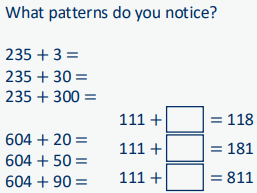 What patterns do you notice?
235 + 3 =
235 + 30 =
235 + 300 =
604 + 20 =
604 + 50 =
604 + 90 =
111 + = 118
111 + = 181
111 + = 811